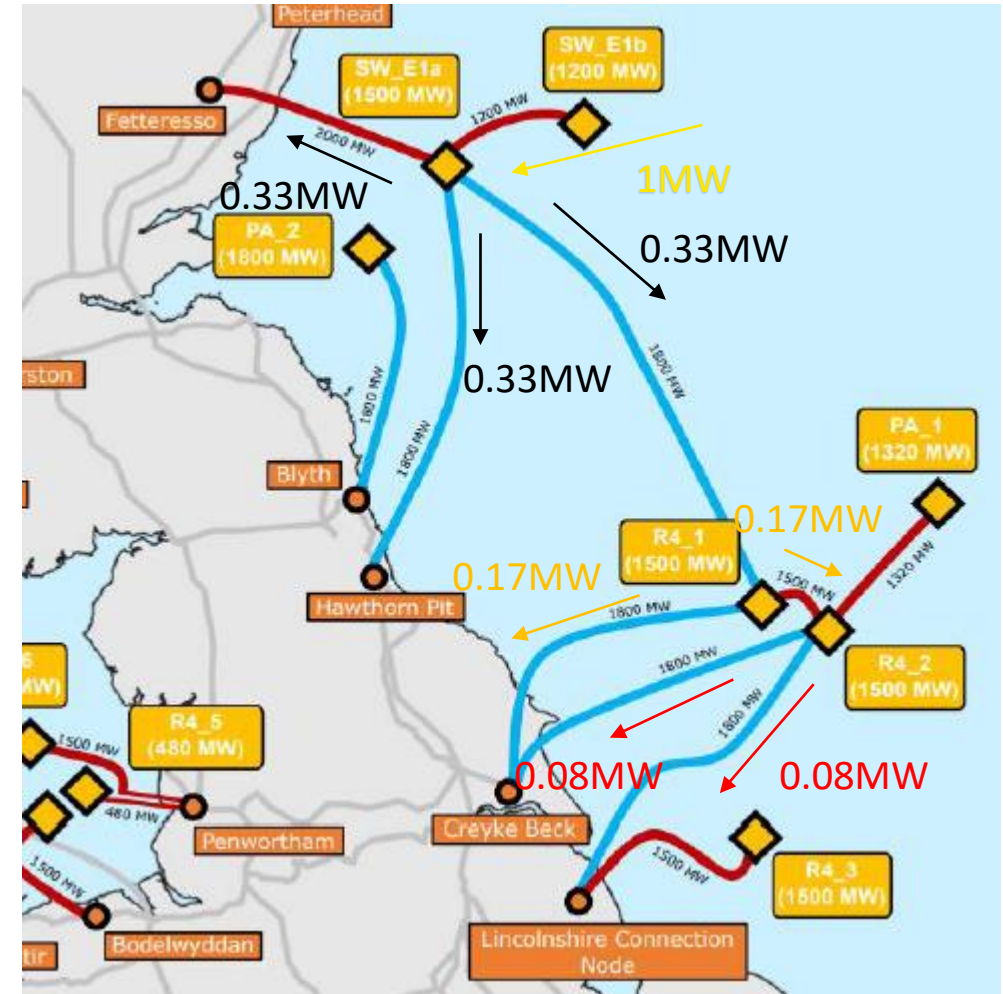 Peterhead
SW_E1b
(1200 MW)
SW_E1a
(1500 MW)
Fetteresso
1200 MW
2000 MW
1MW
0.33MW
PA_2
(1800 MW)
0.33MW
rston
1800 MW
0.33MW
1800 MW
1800 MW
PA_1
(1320 MW)
Blyth
R4_1
(1500 MW)
0.17MW
1320 MW
0.17MW
1500 MW
Hawthorn Pit
1800 MW
1800 MW
R4_2
(1500 MW)
6
MW)
1800 MW
R4_5
(480 MW)
1500 MW
0.08MW
0.08MW
480 MW
Creyke Beck
Penwortham
1500 MW
1500 MW
R4_3
(1500 MW)
Bodelwyddan
tir
Lincolnshire Connection
Node